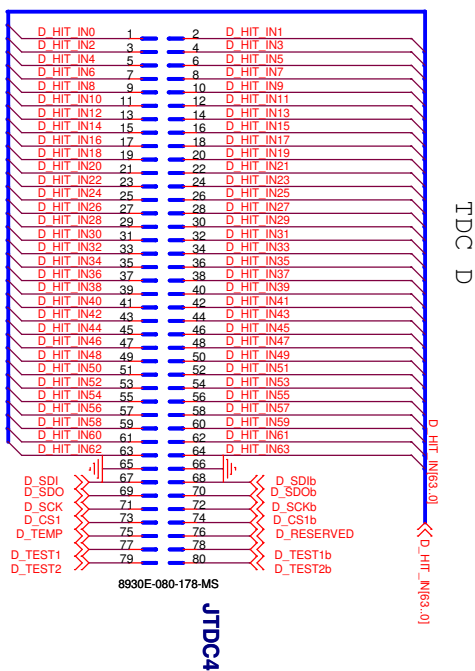 D_HIT_IN0 1 2 D_HIT_IN1
D_HIT_IN2 3 4 D_HIT_IN3
D_HIT_IN4 5 6 D_HIT_IN5
D_HIT_IN6 7 8 D_HIT_IN7
D_HIT_IN8 9 10 D_HIT_IN9
D_HIT_IN10 11 12 D_HIT_IN11
D_HIT_IN12 13 14 D_HIT_IN13
D_HIT_IN14 15 16 D_HIT_IN15
D_HIT_IN16 17 18 D_HIT_IN17
D_HIT_IN18 19 20 D_HIT_IN19
D_HIT_IN20 21 22 D_HIT_IN21
D_HIT_IN22 23 24 D_HIT_IN23
D_HIT_IN24 25 26 D_HIT_IN25
D_HIT_IN26 27 28 D_HIT_IN27
D_HIT_IN28 29 30 D_HIT_IN29
D_HIT_IN30 31 32 D_HIT_IN31
D_HIT_IN32 33 34 D_HIT_IN33
D_HIT_IN34 35 36 D_HIT_IN35
D_HIT_IN36 37 38 D_HIT_IN37
D_HIT_IN38 39 40 D_HIT_IN39
D_HIT_IN40 41 42 D_HIT_IN41
D_HIT_IN42 43 44 D_HIT_IN43
D_HIT_IN44 45 46 D_HIT_IN45
D_HIT_IN46 47 48 D_HIT_IN47
D_HIT_IN48 49 50 D_HIT_IN49
D_HIT_IN50 51 52 D_HIT_IN51
D_HIT_IN52 53 54 D_HIT_IN53
D_HIT_IN54 55 56 D_HIT_IN55
D_HIT_IN56 57 58 D_HIT_IN57
D_HIT_IN58 59 60 D_HIT_IN59
D_HIT_IN60 61 62 D_HIT_IN61
D_HIT_IN62 63 64 D_HIT_IN63
65 66
D_SDI 67 68 D_SDIb
D_SDO 69 70 D_SDOb
D_SCK 71 72 D_SCKb
D_CS1 73 74 D_CS1b
D_TEMP 75 76 D_RESERVED
D_TEST1 77 78 D_TEST1b
D_TEST2 79 80 D_TEST2b
8930E-080-178-MS
JTDC4
TDC D
D_HIT_IN[63..0]
D_HIT_IN[63..0]